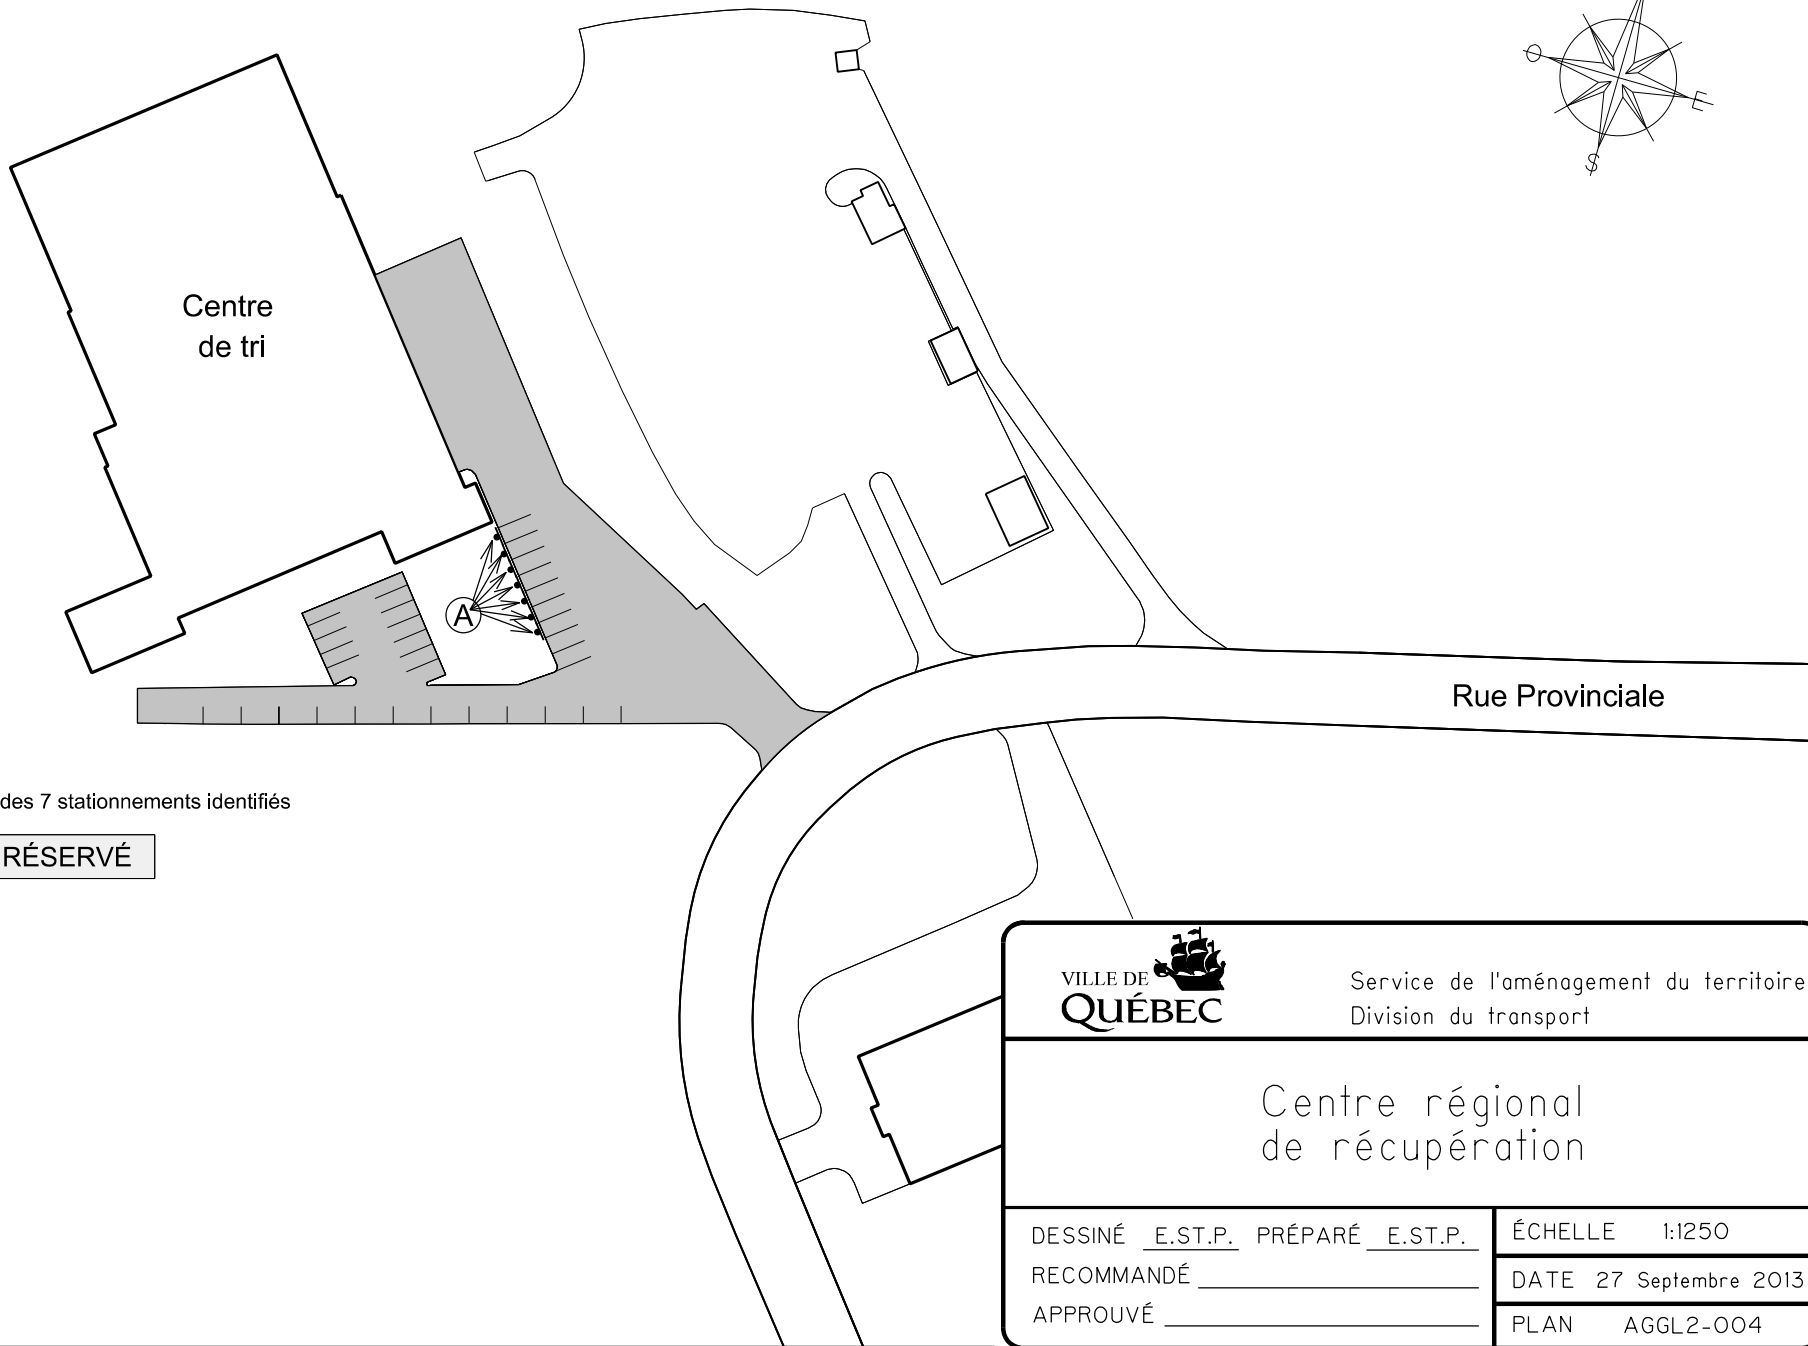 O
E
S
Centre
de tri
A
Rue Provinciale
des 7 stationnements identifiés
RÉSERVÉ
VILLE DE
QUÉBEC
Service de l'aménagement du territoire
Division du transport
Centre régional
de récupération
DESSINÉ E.ST.P. PRÉPARÉ E.ST.P.
RECOMMANDÉ
APPROUVÉ
ÉCHELLE 1:1250
DATE 27 Septembre 2013
PLAN AGGL2-004